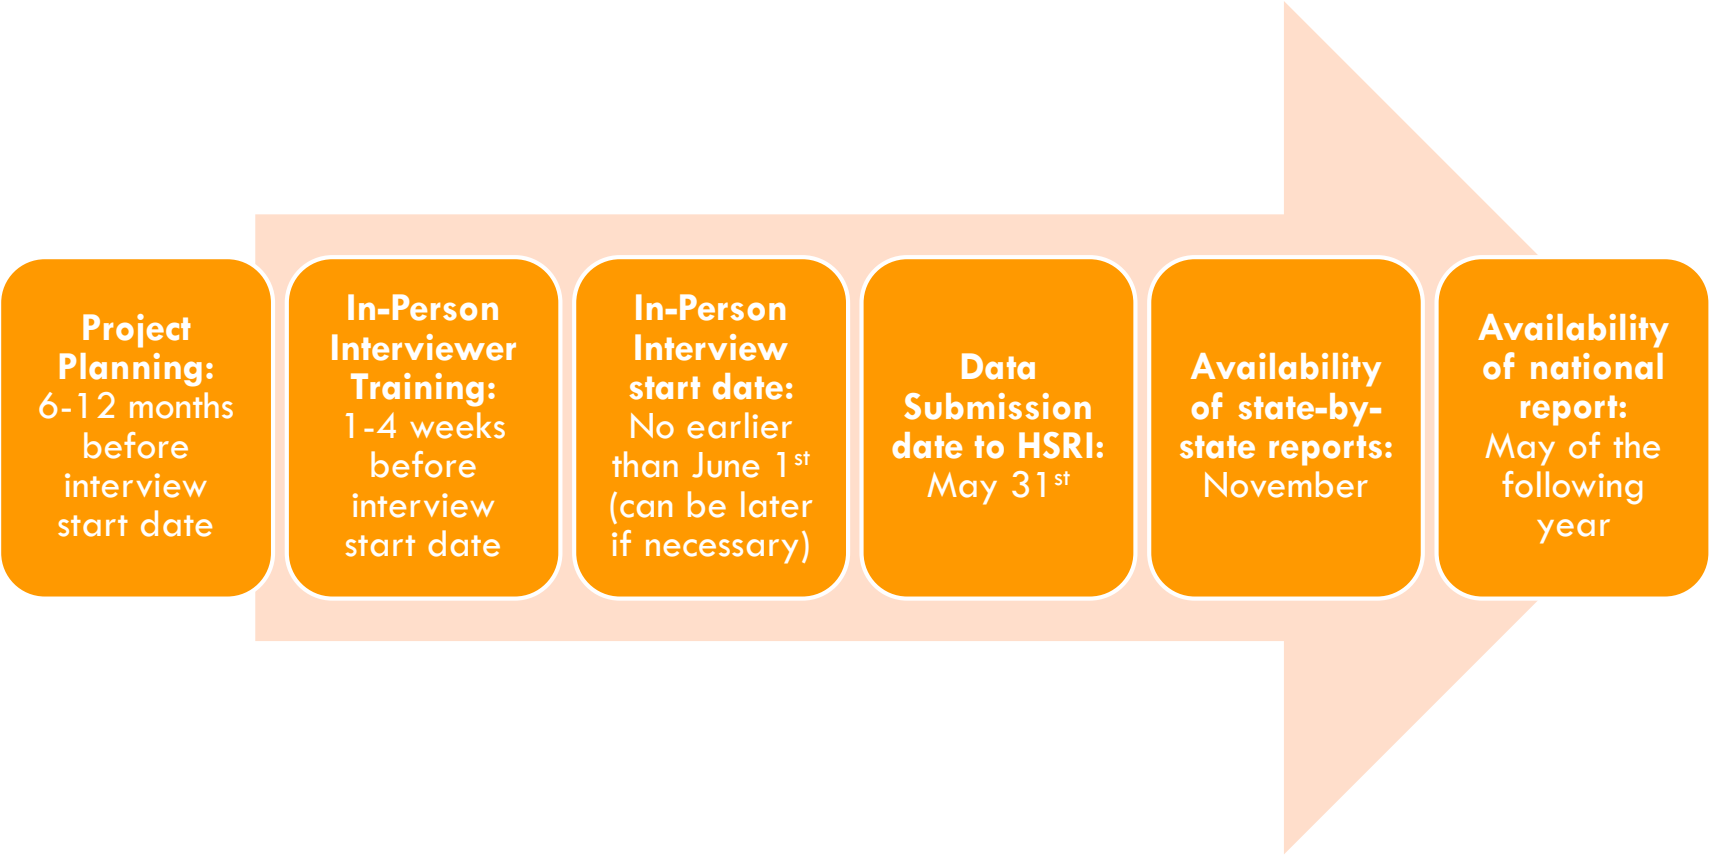 Project
Planning:
6-12 months
before
interview
start date
In-Person
Interviewer
Training:
1-4 weeks
before
interview
start date
In-Person
Interview
start date:
No earlier
than June 1st
(can be later
if necessary)
Data
Submission
date to HSRI:
May 31st
Availability
of state-by-
state reports:
November
Availability
of national
report:
May of the
following
year